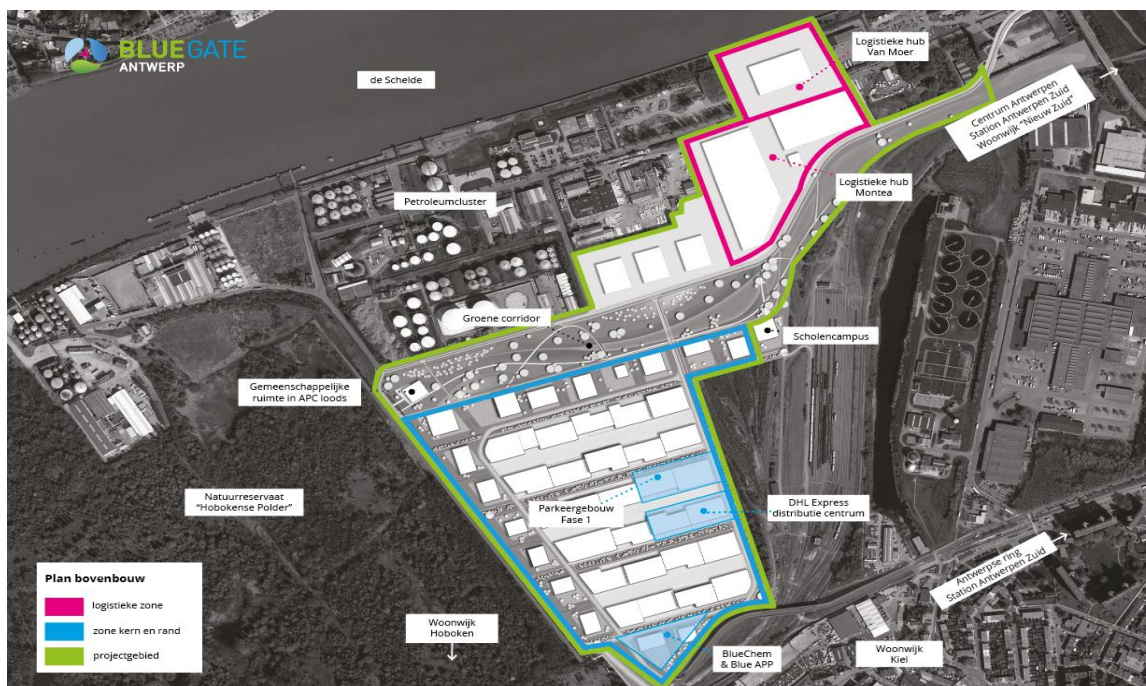 BLUEGATE
ANTWERP
de Schelde
Logistieke hub
Van Moer
Centrum Antwerpen
Station Antwerpen Zuid
Woonwijk "Nieuw Zuid"
Petroleumcluster
Logistieke hub
Montea
Groene corridor
Scholencampus
Gemeenschappelijke
ruimte in APC loods
Natuurreservaat
"Hobokense Polder"
Parkeergebouw
Fase 1
DHL Express
distributie centrum
Antwerpse ring
Station Antwerpen Zuid
Plan bovenbouw
logistieke zone
zone kern en rand
projectgebied
Woonwijk
Hoboken
BlueChem
& Blue APP
Woonwijk
Kiel